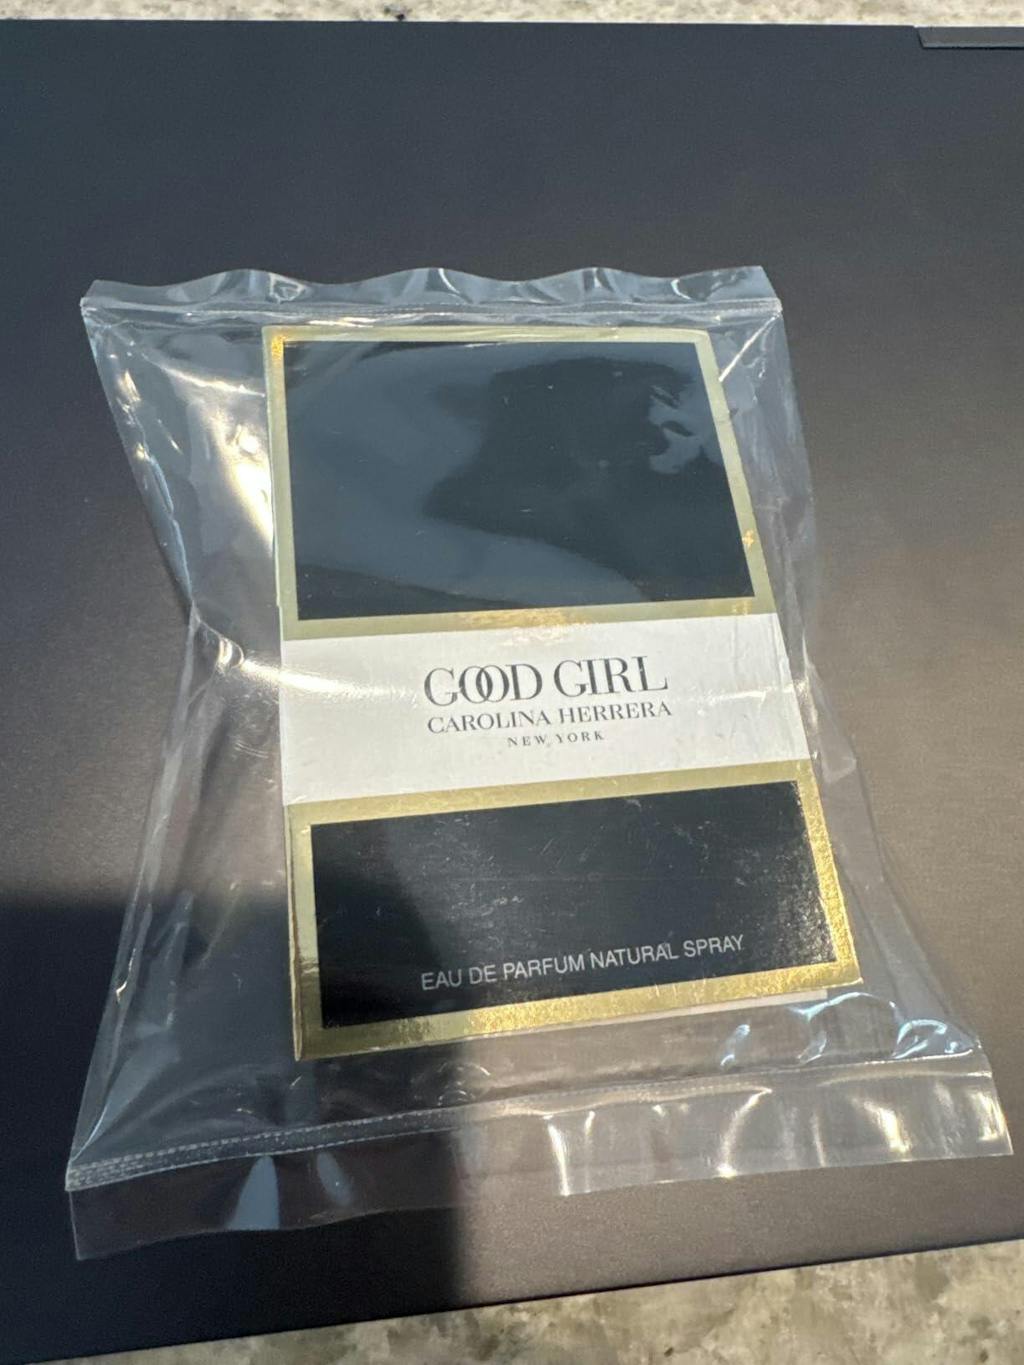 GOOD GIRL
CAROLINA HERRERA
NEW YORK
EAU DE PARFUM NATURAL SPRAY